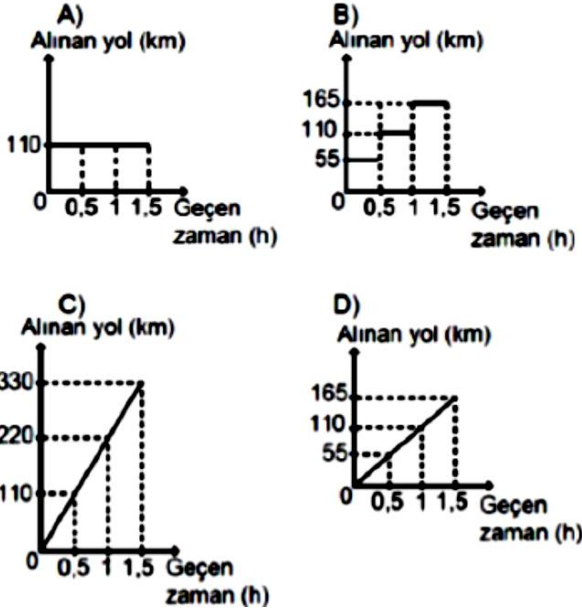 A)
Alınan yol (km)
110
0 0,5 1 1,5 Geçen
zaman (h)
B)
Alınan yol (km)
165
110
55
0 0,5 1 1,5 Geçen
zaman (h)
C)
Alınan yol (km)
330
220
110
0 0,5 1 1,5 Geçen
zaman (h)
D)
Alınan yol (km)
165
110
55
0 0,5 1 1,5 Geçen
zaman (h)